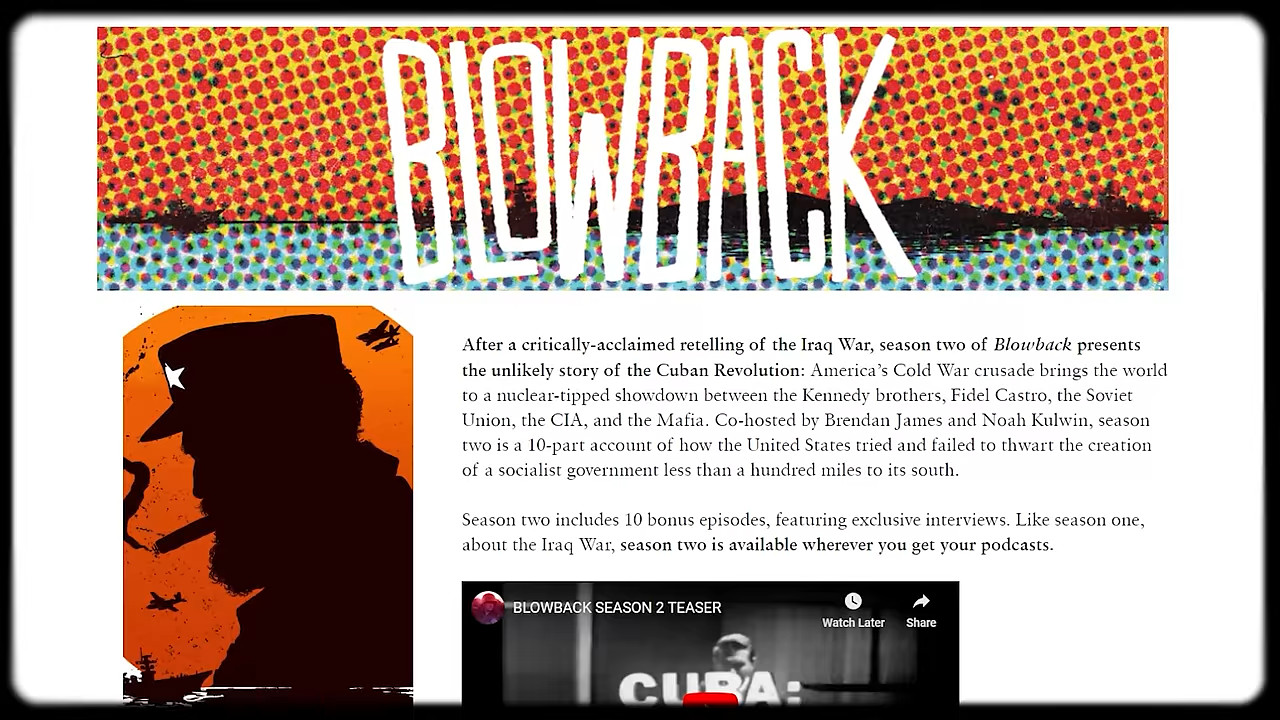 BLOWBACK
After a critically-acclaimed retelling of the Iraq War, season two of Blowback presents
the unlikely story of the Cuban Revolution: America’s Cold War crusade brings the world
to a nuclear-tipped showdown between the Kennedy brothers, Fidel Castro, the Soviet
Union, the CIA, and the Mafia. Co-hosted by Brendan James and Noah Kulwin, season
two is a 10-part account of how the United States tried and failed to thwart the creation
of a socialist government less than a hundred miles to its south.
Season two includes 10 bonus episodes, featuring exclusive interviews. Like season one,
about the Iraq War, season two is available wherever you get your podcasts.
BLOWBACK SEASON 2 TEASER
Watch Later
Share
CUBA: